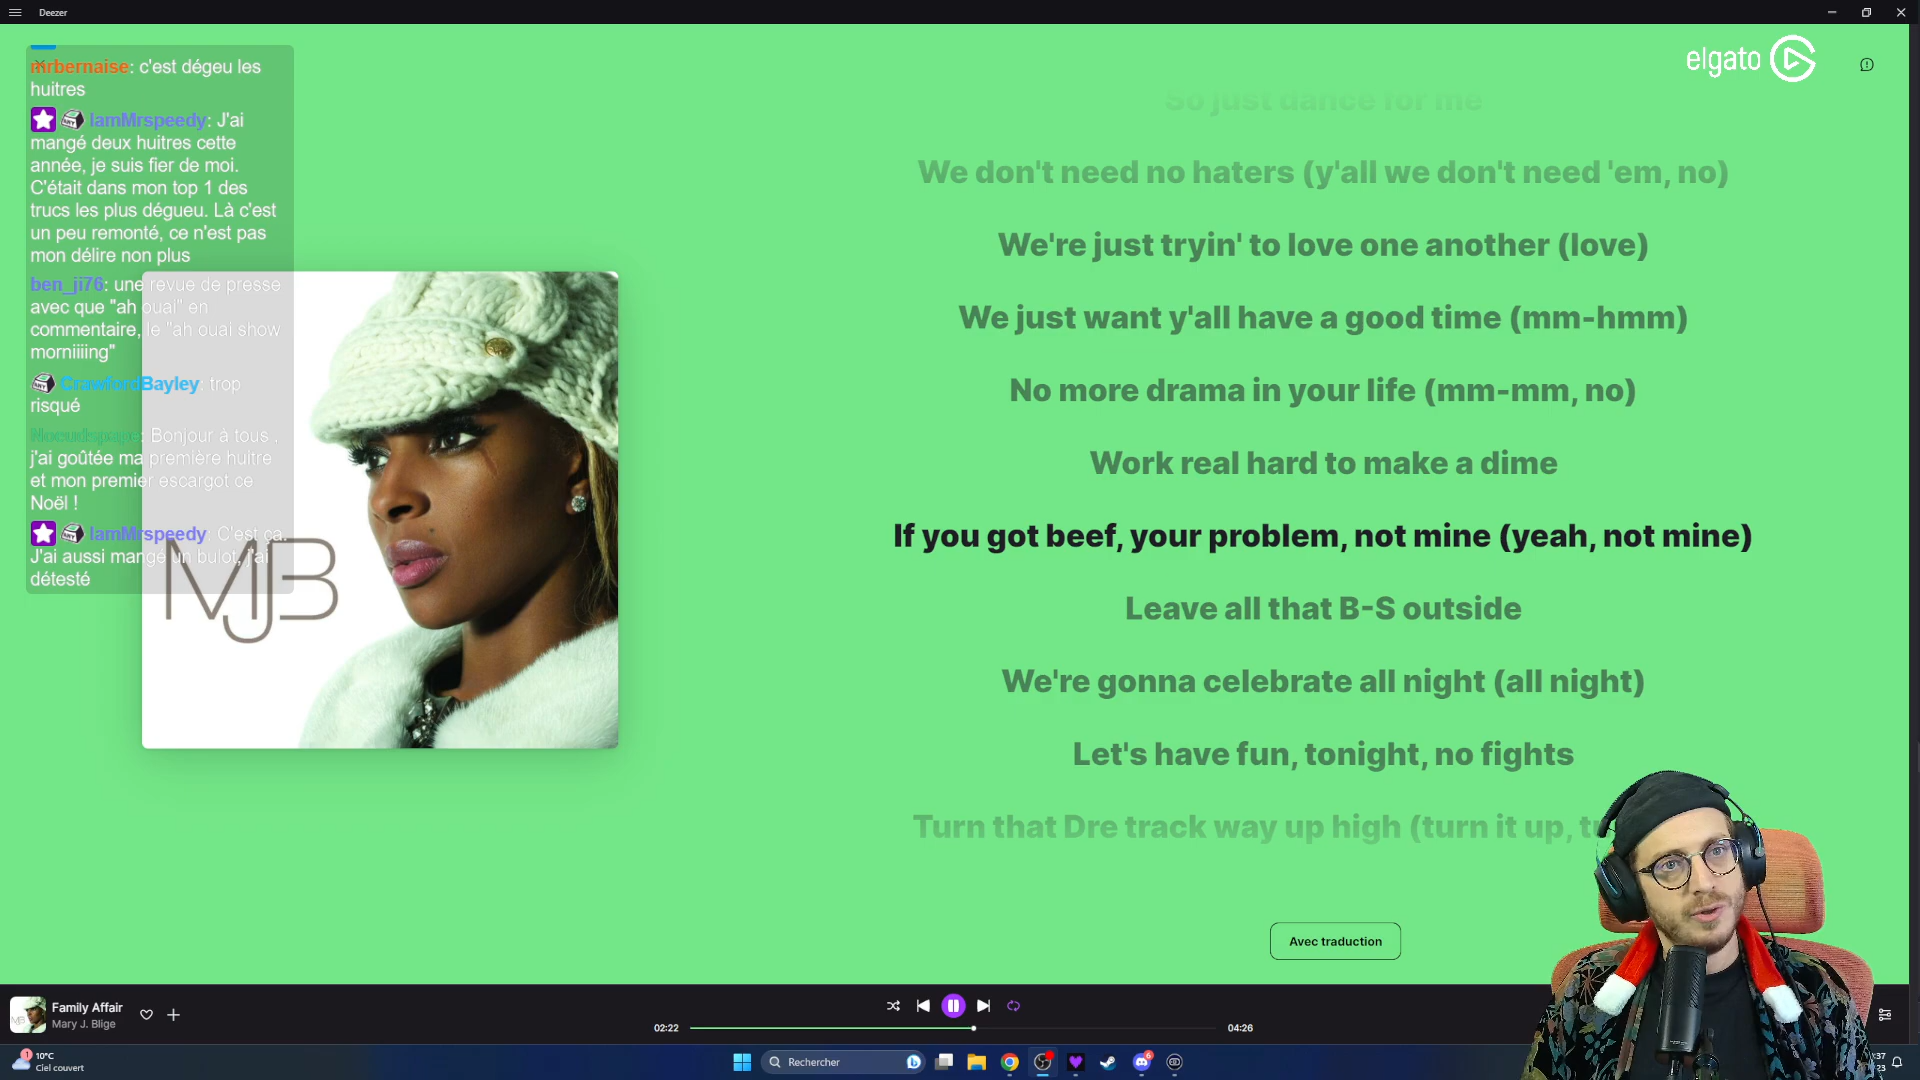 Deezer
mrbernaise: c'est dégeu les
huitres
IamMrspeedy: J'ai
mangé deux huitres cette
année, je suis fier de moi.
C'était dans mon top 1 des
trucs les plus dégueu. Là c'est
un peu remonté, ce n'est pas
mon délire non plus
ben_ji76: une revue de presse
avec que "ah ouai" en
commentaire, le "ah ouai show
morniiiing"
CrawfordBayley: trop
risqué
Bonjour à tous ,
j'ai goûtée ma première huitre
et mon premier escargot ce
Noël !
IamMrspeedy: C'est ça.
J'ai aussi mangé un bulot, j'ai
détesté
MJB
elgato
So just dance for me
We don't need no haters (y'all we don't need 'em, no)
We're just tryin' to love one another (love)
We just want y'all have a good time (mm-hmm)
No more drama in your life (mm-mm, no)
Work real hard to make a dime
If you got beef, your problem, not mine (yeah, not mine)
Leave all that B-S outside
We're gonna celebrate all night (all night)
Let's have fun, tonight, no fights
Turn that Dre track way up high (turn it up,
Avec traduction
Family Affair
Mary J. Blige
02:22
04:26
1
10°C
Ciel couvert
Rechercher
6
:37
23